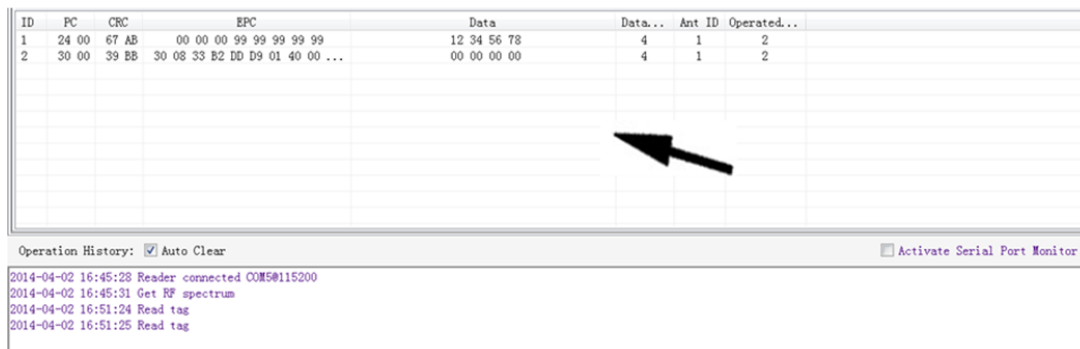 ID PC CRC EPC Data Data... Ant ID Operated...
1 24 00 67 AB 00 00 00 99 99 99 99 99 12 34 56 78 4 1 2
2 30 00 39 BB 30 08 33 B2 DD D9 01 40 00 ... 00 00 00 00 4 1 2
Operation History: Auto Clear Activate Serial Port Monitor
2014-04-02 16:45:28 Reader connected COM5@115200
2014-04-02 16:45:31 Get RF spectrum
2014-04-02 16:51:24 Read tag
2014-04-02 16:51:25 Read tag